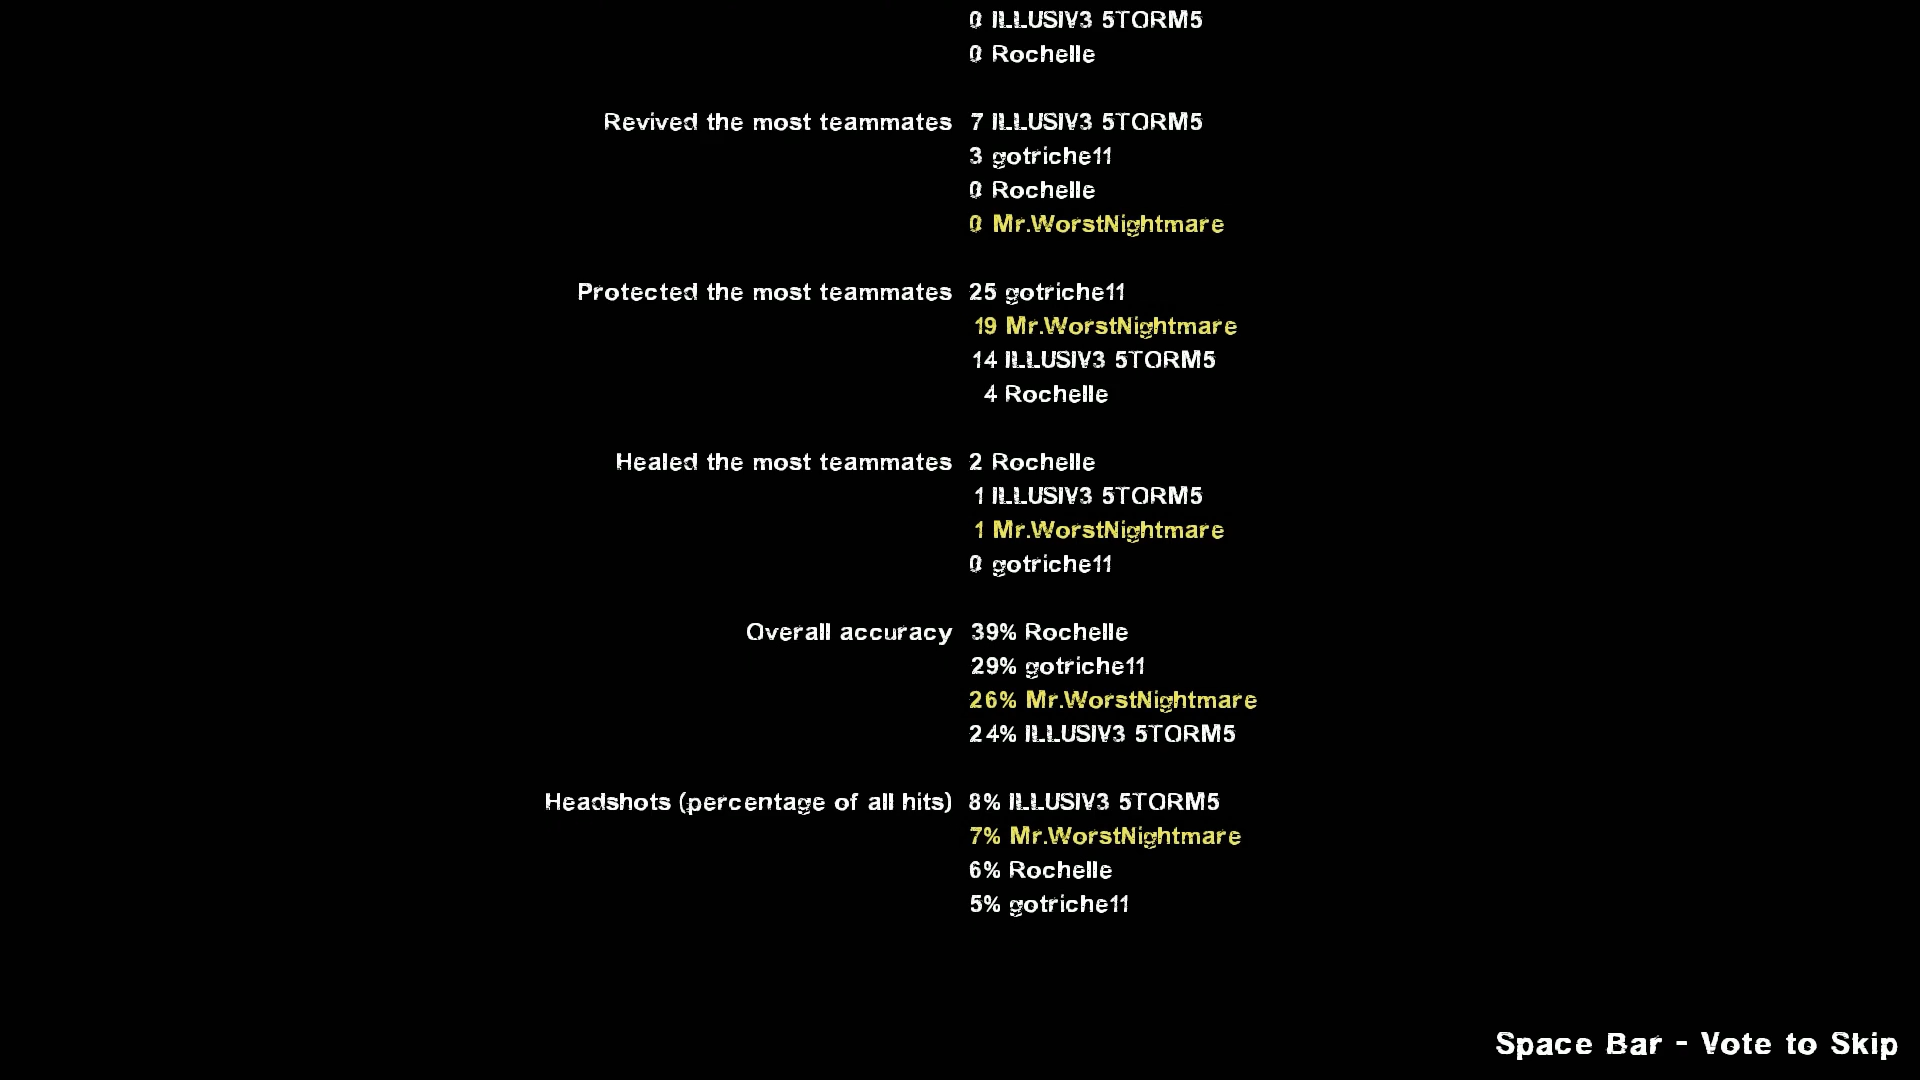 0 ILLUSIV3 5TORM5
0 Rochelle
Revived the most teammates 7 ILLUSIV3 5TORM5
3 gotriche11
0 Rochelle
0 Mr.WorstNightmare
Protected the most teammates 25 gotriche11
19 Mr.WorstNightmare
14 ILLUSIV3 5TORM5
4 Rochelle
Healed the most teammates 2 Rochelle
1 ILLUSIV3 5TORM5
1 Mr.WorstNightmare
0 gotriche11
Overall accuracy 39% Rochelle
29% gotriche11
26% Mr.WorstNightmare
24% ILLUSIV3 5TORM5
Headshots (percentage of all hits) 8% ILLUSIV3 5TORM5
7% Mr.WorstNightmare
6% Rochelle
5% gotriche11
Space Bar - Vote to Skip